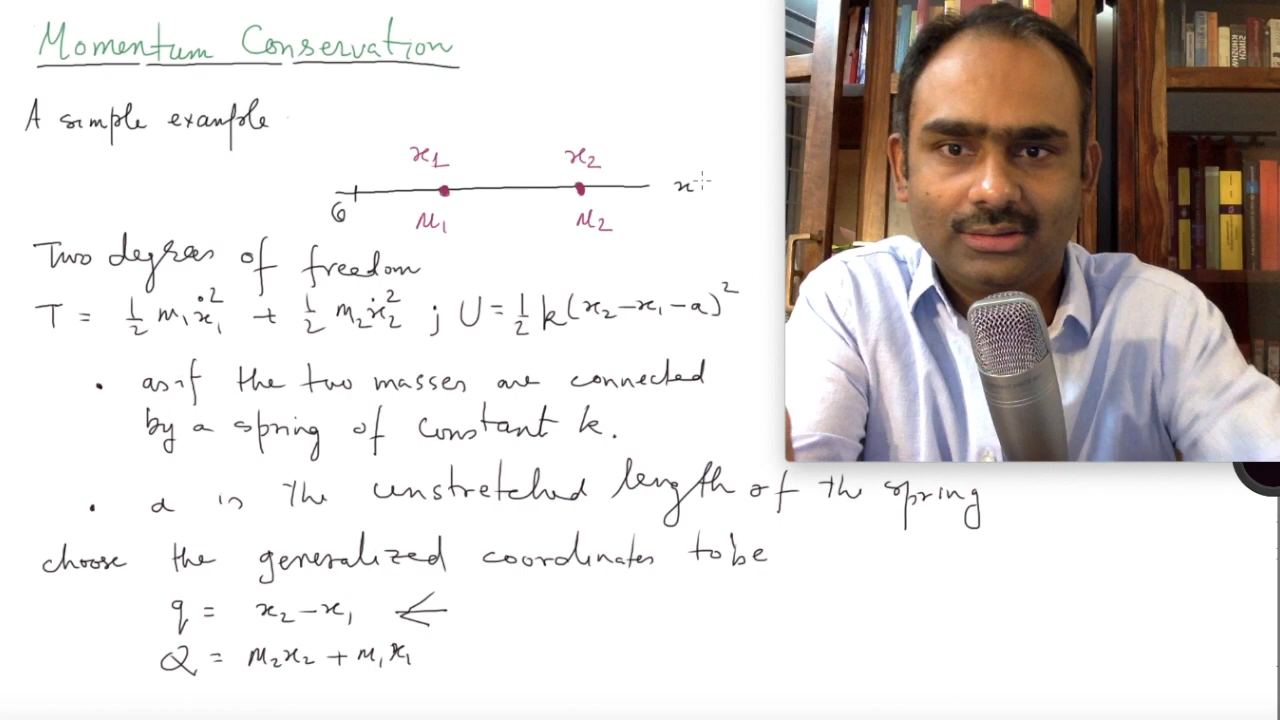 Momentum Conservation
A simple example
x1 x2
x
0
M1 M2
Two degrees of freedom
T = 1/2 m₁ẋ₁² + 1/2 m₂ẋ₂² ; U = 1/2 k(x₂-x₁-a)²
• as if the two masses are connected
by a spring of constant k.
• a is the unstretched length of the spring
choose the generalized coordinates to be
q = x₂-x₁ ←
Q = M₂x₂ + M₁x₁
SINGH